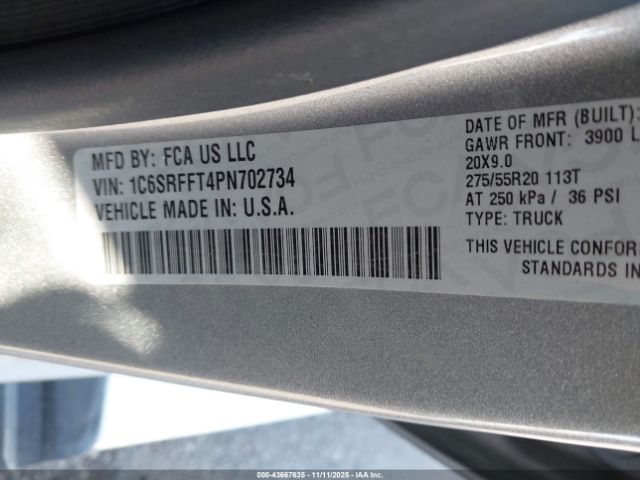 MFD BY: FCA US LLC
VIN: 1C6SRFFT4PN702734
VEHICLE MADE IN: U.S.A.
DATE OF MFR (BUILT):
GAWR FRONT: 3900 L
20X9.0
275/55R20 113T
AT 250 kPa / 36 PSI
TYPE: TRUCK
THIS VEHICLE CONFOR
STANDARDS IN
000-43667635 - 11/11/2025 - IAA Inc.